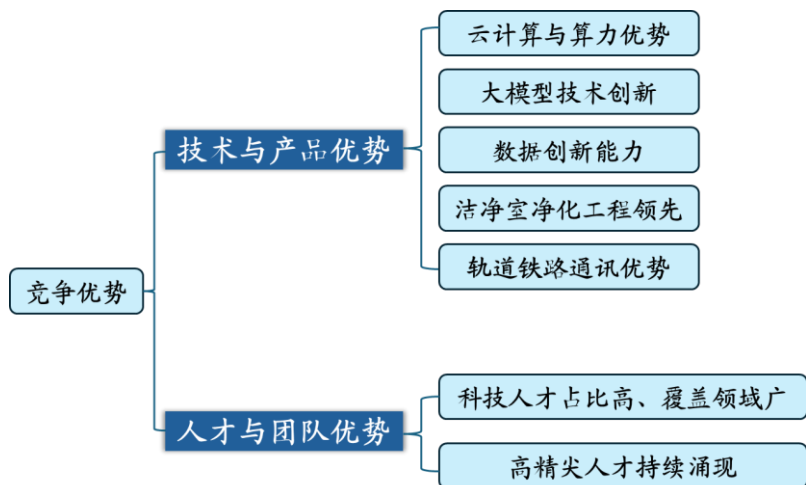 竞争优势
技术与产品优势
云计算与算力优势
大模型技术创新
数据创新能力
洁净室净化工程领先
轨道铁路通讯优势
人才与团队优势
科技人才占比高、覆盖领域广
高精尖人才持续涌现